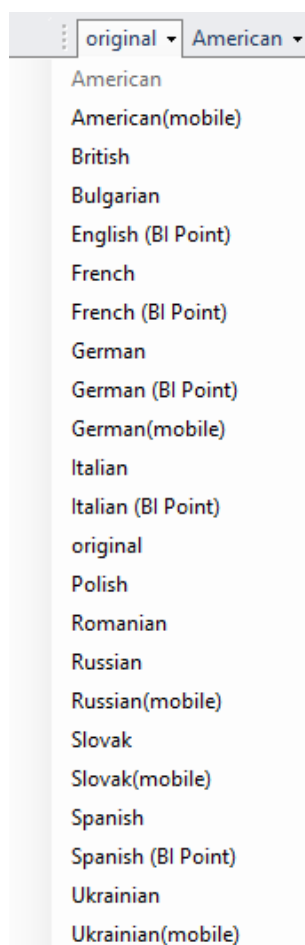 original American
American
American(mobile)
British
Bulgarian
English (BI Point)
French
French (BI Point)
German
German (BI Point)
German(mobile)
Italian
Italian (BI Point)
original
Polish
Romanian
Russian
Russian(mobile)
Slovak
Slovak(mobile)
Spanish
Spanish (BI Point)
Ukrainian
Ukrainian(mobile)